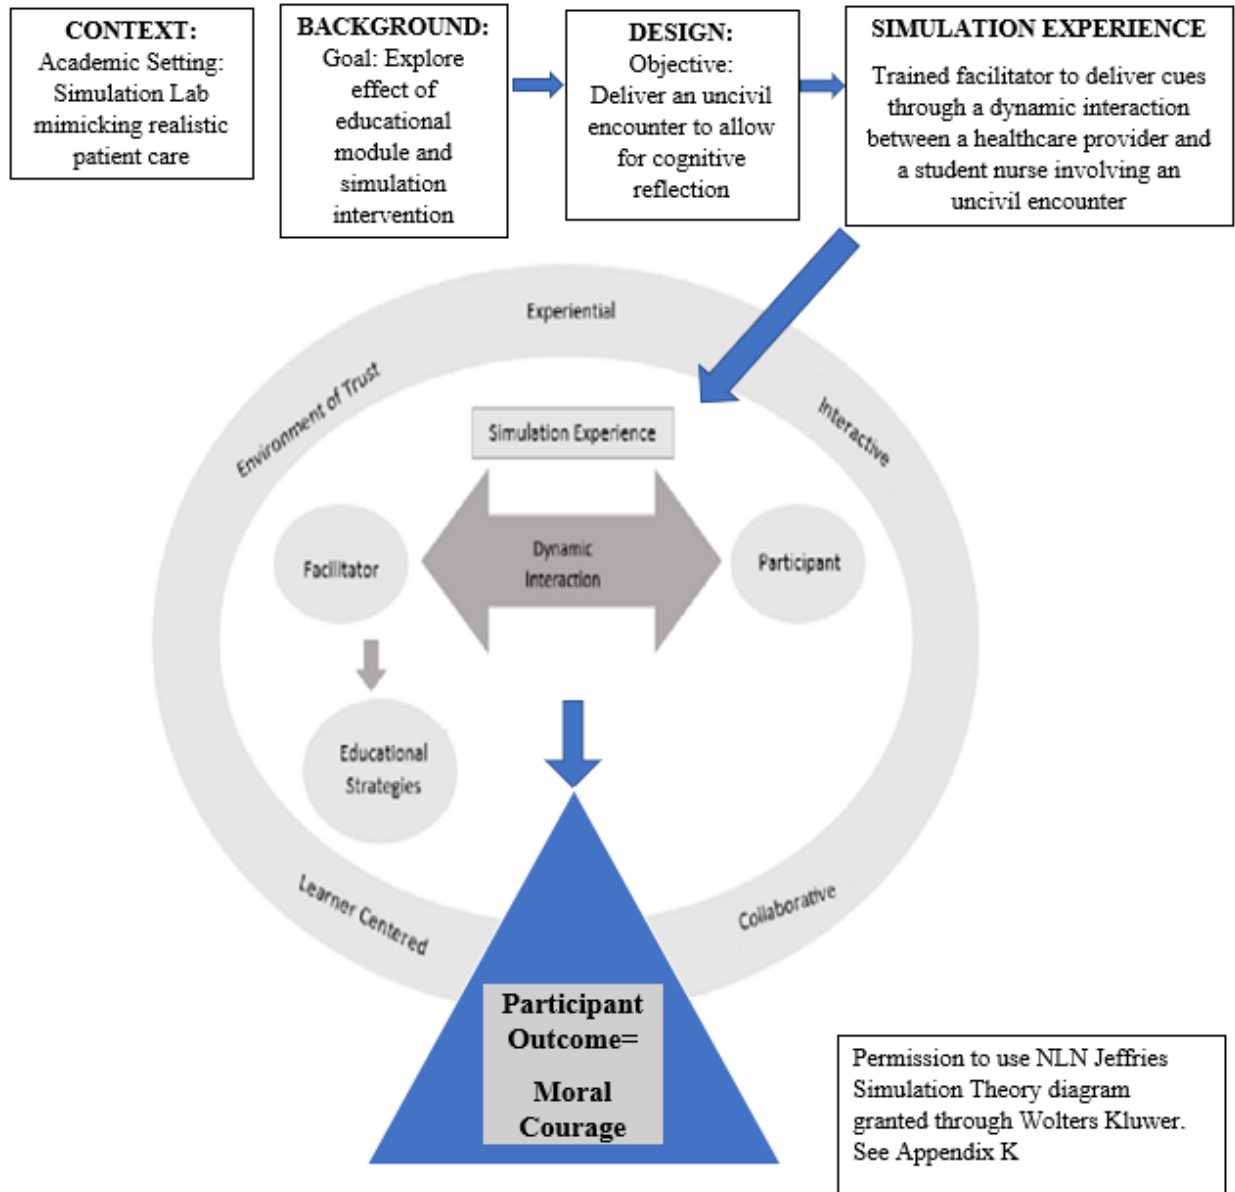 CONTEXT:
Academic Setting:
Simulation Lab
mimicking realistic
patient care
BACKGROUND:
Goal: Explore
effect of
educational
module and
simulation
intervention
DESIGN:
Objective:
Deliver an uncivil
encounter to allow
for cognitive
reflection
SIMULATION EXPERIENCE
Trained facilitator to deliver cues
through a dynamic interaction
between a healthcare provider and
a student nurse involving an
uncivil encounter
Experiential
Environment of Trust
Interactive
Simulation Experience
Facilitator
Dynamic
Interaction
Participant
Educational
Strategies
Learner Centered
Collaborative
Participant
Outcome=
Moral
Courage
Permission to use NLN Jeffries
Simulation Theory diagram
granted through Wolters Kluwer.
See Appendix K